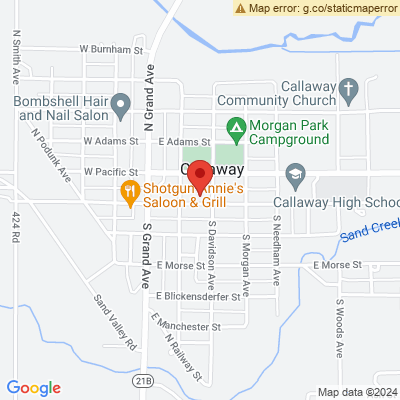 Map error: g.co/staticmaperror
N Smith Ave
W Burnham St
N Grand Ave
Callaway
Community Church
Bombshell Hair
and Nail Salon
N Podunk Ave
W Adams St
E Adams St
Morgan Park
Campground
W Pacific St
Callaway
Shotgun Annie's
Saloon & Grill
Callaway High School
424 Rd
S Grand Ave
S Davidson Ave
S Morgan Ave
S Needham Ave
Sand Creek
E Morse St
E Morse St
E Blickensderfer St
Sand Valley Rd
E Manchester St
N Railway St
S Woods Ave
21B
Google
Map data ©2024